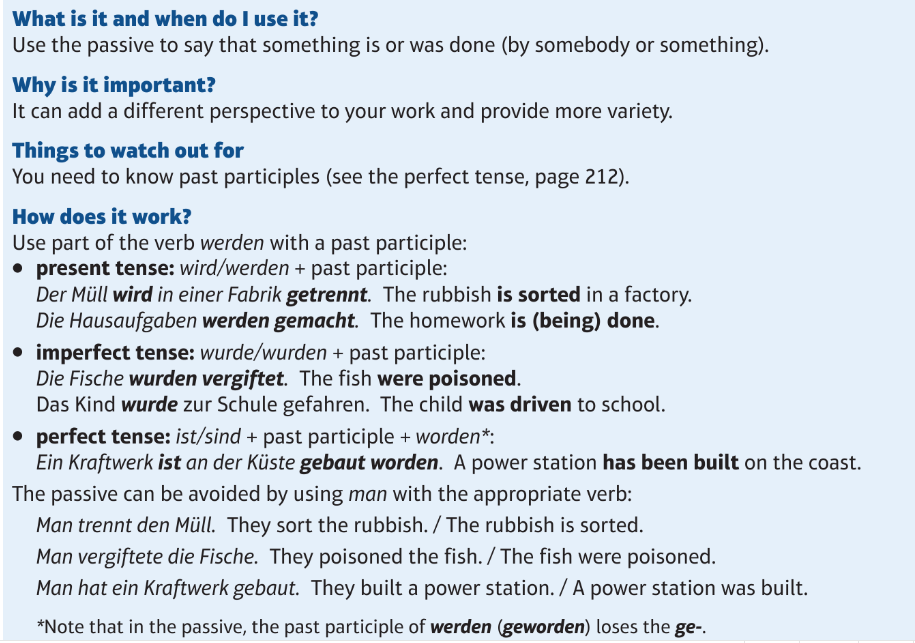 What is it and when do I use it?
Use the passive to say that something is or was done (by somebody or something).
Why is it important?
It can add a different perspective to your work and provide more variety.
Things to watch out for
You need to know past participles (see the perfect tense, page 212).
How does it work?
Use part of the verb werden with a past participle:
• present tense: wird/werden + past participle:
Der Müll wird in einer Fabrik getrennt. The rubbish is sorted in a factory.
Die Hausaufgaben werden gemacht. The homework is (being) done.
• imperfect tense: wurde/wurden + past participle:
Die Fische wurden vergiftet. The fish were poisoned.
Das Kind wurde zur Schule gefahren. The child was driven to school.
• perfect tense: ist/sind + past participle + worden*:
Ein Kraftwerk ist an der Küste gebaut worden. A power station has been built on the coast.
The passive can be avoided by using man with the appropriate verb:
Man trennt den Müll. They sort the rubbish. / The rubbish is sorted.
Man vergiftete die Fische. They poisoned the fish. / The fish were poisoned.
Man hat ein Kraftwerk gebaut. They built a power station. / A power station was built.
*Note that in the passive, the past participle of werden (geworden) loses the ge-.